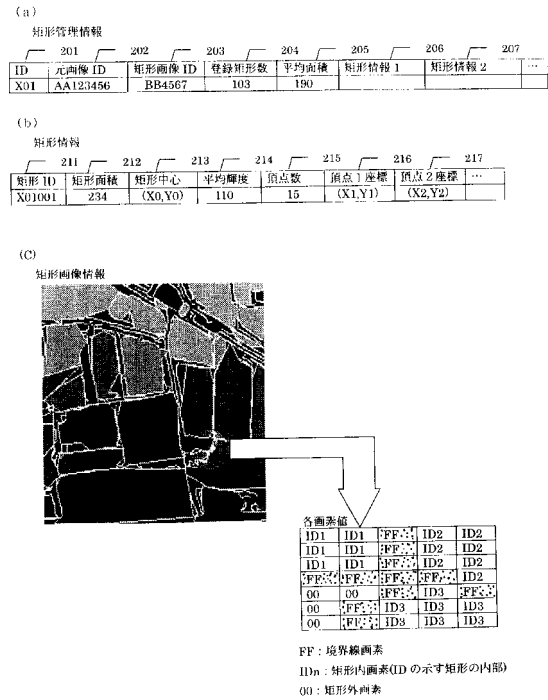 (a)
矩形管理情報
201 202 203 204 205 206 207
ID 元画像ID 矩形画像ID 登録矩形数 平均面積 矩形情報1 矩形情報2 …
X01 AA123456 BB4567 103 190
(b)
矩形情報
211 212 213 214 215 216 217
矩形ID 矩形面積 矩形中心 平均輝度 頂点数 頂点1座標 頂点2座標 …
X01001 234 (X0,Y0) 110 15 (X1,Y1) (X2,Y2)
(C)
矩形画像情報
各画素値
ID1 ID1 FF ID2 ID2
ID1 ID1 FF ID2 ID2
ID1 ID1 FF ID2 ID2
FF FF FF FF ID2
00 00 FF ID3 FF
00 FF ID3 ID3 ID3
00 FF ID3 ID3 ID3
FF：境界線画素
IDn：矩形内画素(IDの示す矩形の内部)
00：矩形外画素